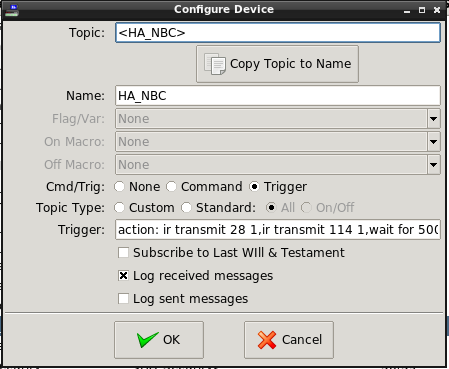 Configure Device
Topic: <HA_NBC>
Copy Topic to Name
Name: HA_NBC
Flag/Var: None
On Macro: None
Off Macro: None
Cmd/Trig: None Command Trigger
Topic Type: Custom Standard: All On/Off
Trigger: action: ir transmit 28 1,ir transmit 114 1,wait for 500
Subscribe to Last WIll & Testament
Log received messages
Log sent messages
OK Cancel